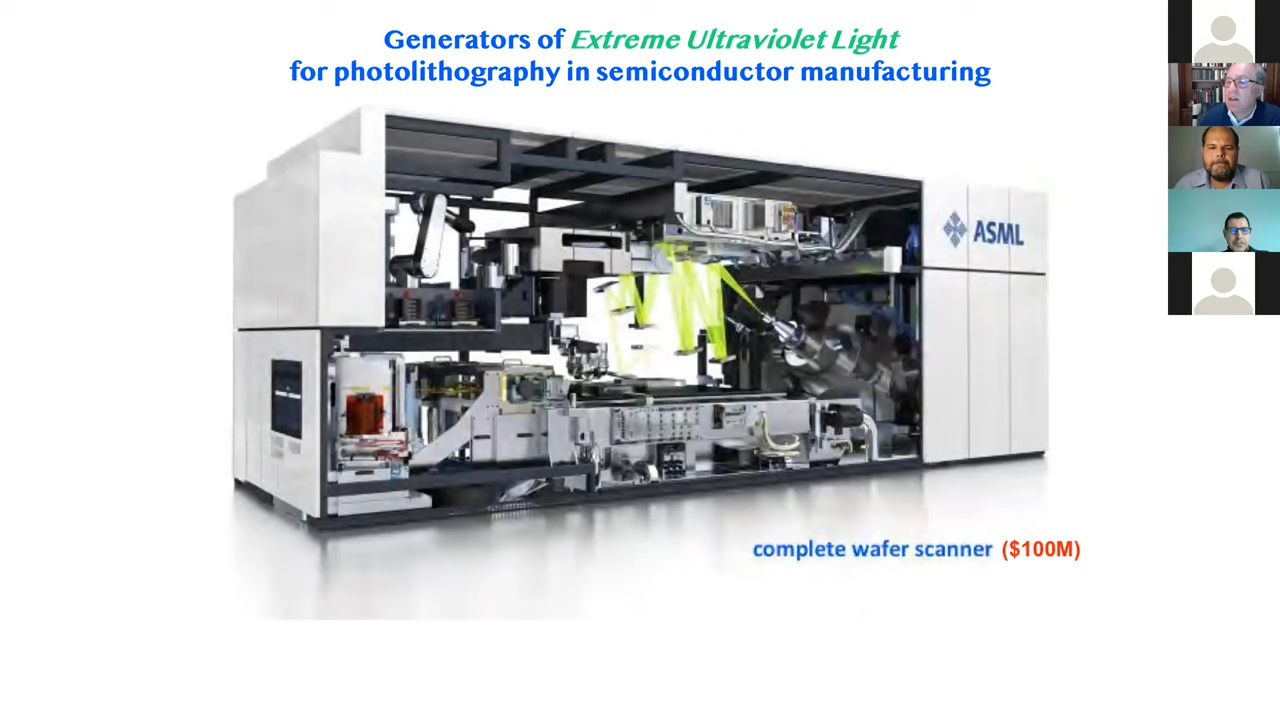 Generators of Extreme Ultraviolet Light
for photolithography in semiconductor manufacturing
ASML
complete wafer scanner ($100M)